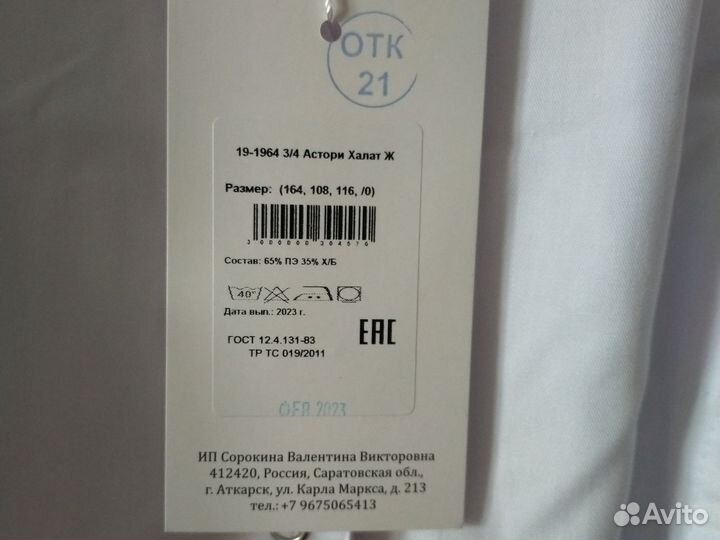 ОТК
21
19-1964 3/4 Астори Халат Ж
Размер: (164, 108, 116, /0)
Состав: 65% ПЭ 35% Х/Б
40°
Дата вып.: 2023 г.
ГОСТ 12.4.131-83
ТР ТС 019/2011
EAC
2023
ИП Сорокина Валентина Викторовна
412420, Россия, Саратовская обл.,
г. Аткарск, ул. Карла Маркса, д. 213
тел.: +7 9675065413
Avito